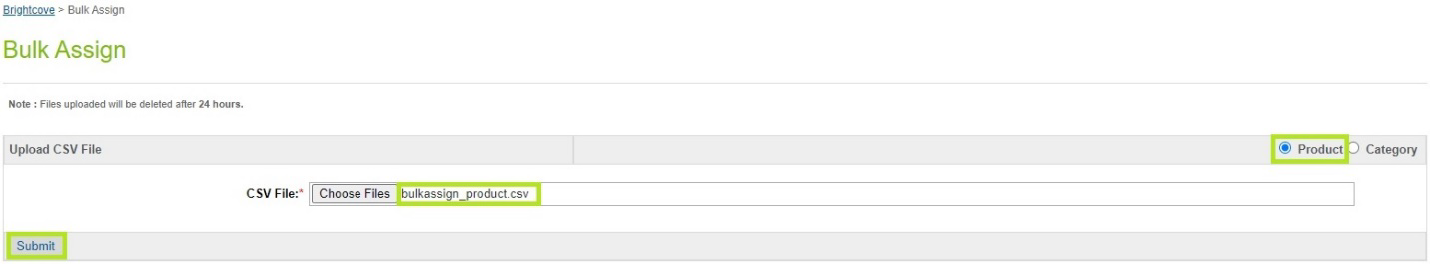 Brightcove > Bulk Assign
Bulk Assign
Note : Files uploaded will be deleted after 24 hours.
Upload CSV File Product Category
CSV File:* Choose Files bulkassign_product.csv
Submit